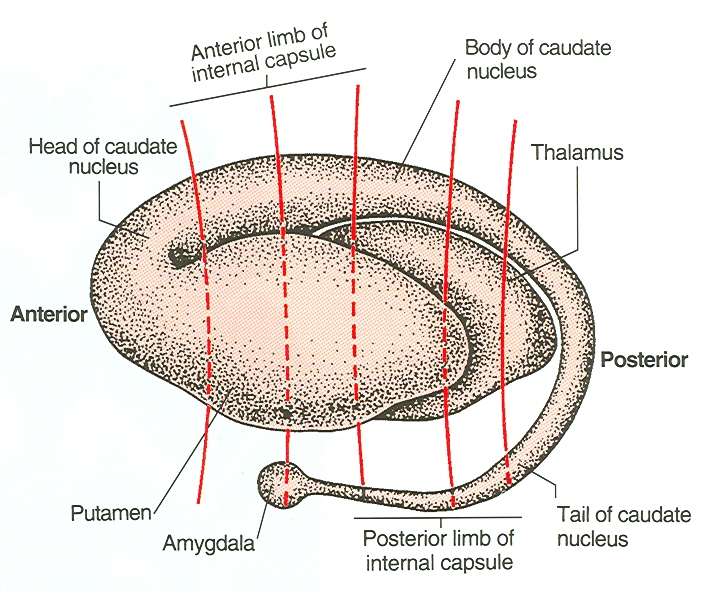 Anterior limb of
internal capsule
Body of caudate
nucleus
Head of caudate
nucleus
Thalamus
Anterior
Posterior
Putamen
Amygdala
Posterior limb of
internal capsule
Tail of caudate
nucleus